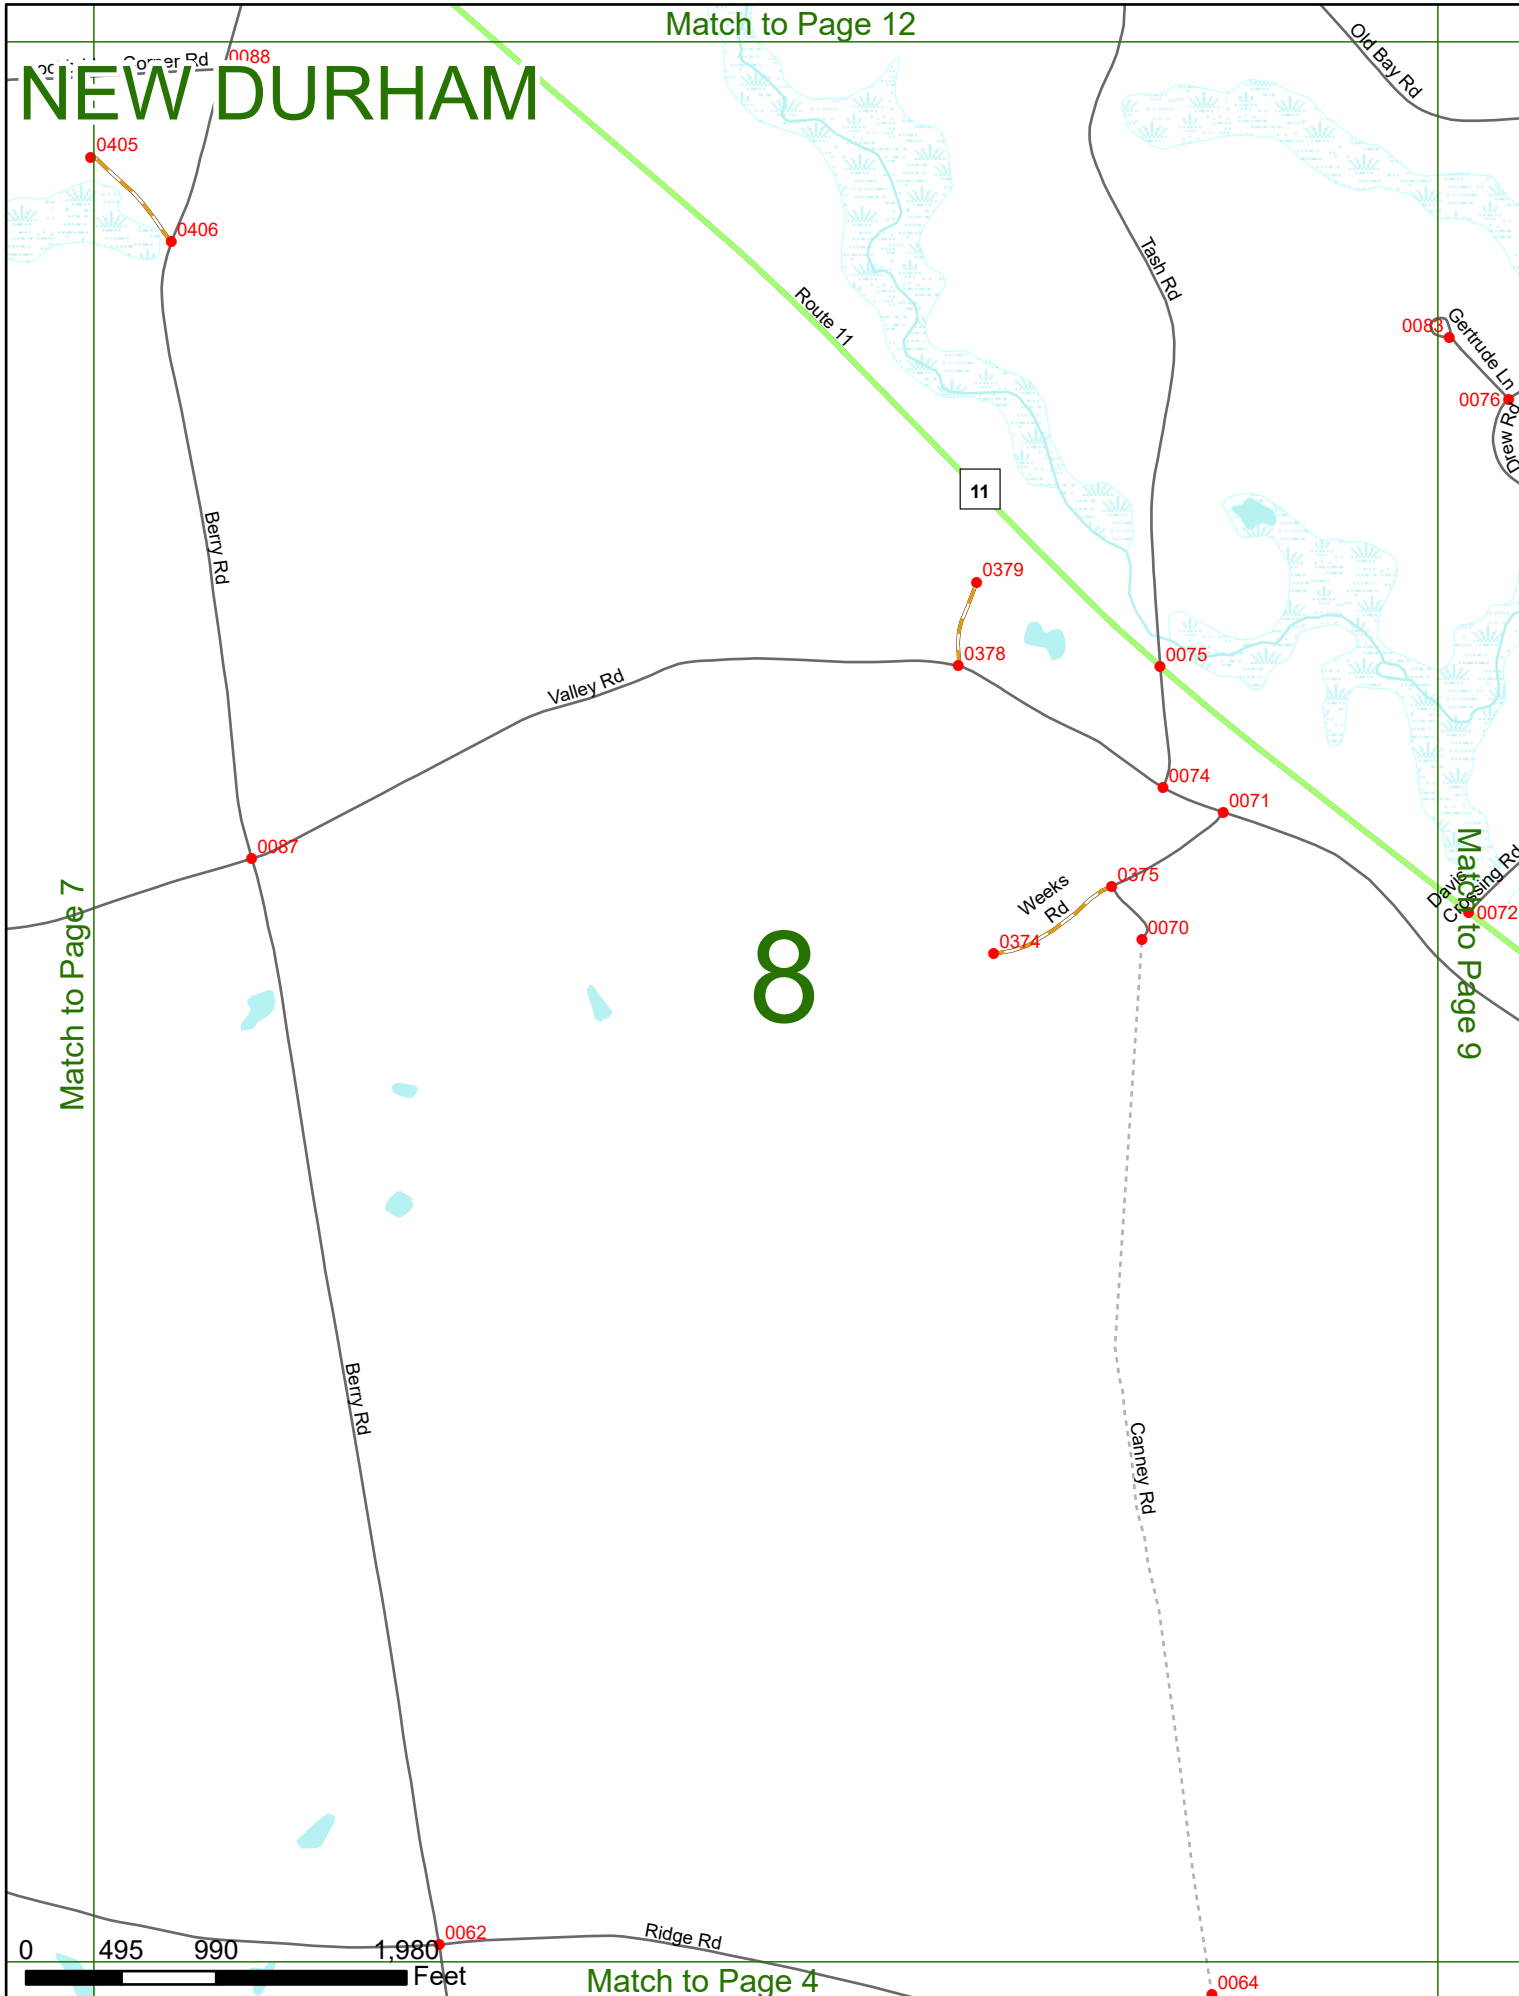 Match to Page 12
Old Bay Rd
Corner Rd
0088
NEW DURHAM
0405
0406
Tash Rd
Route 11
0083
Gertrude Ln
0076
Drew Rd
11
Berry Rd
0379
0378
0075
Valley Rd
0074
0071
0087
Match to Page 7
Weeks
Rd
0375
0374
0070
Davis
Crossing Rd
0072
Match to Page 9
8
Berry Rd
Canney Rd
0062
Ridge Rd
0 495 990 1,980
Feet
Match to Page 4
0064